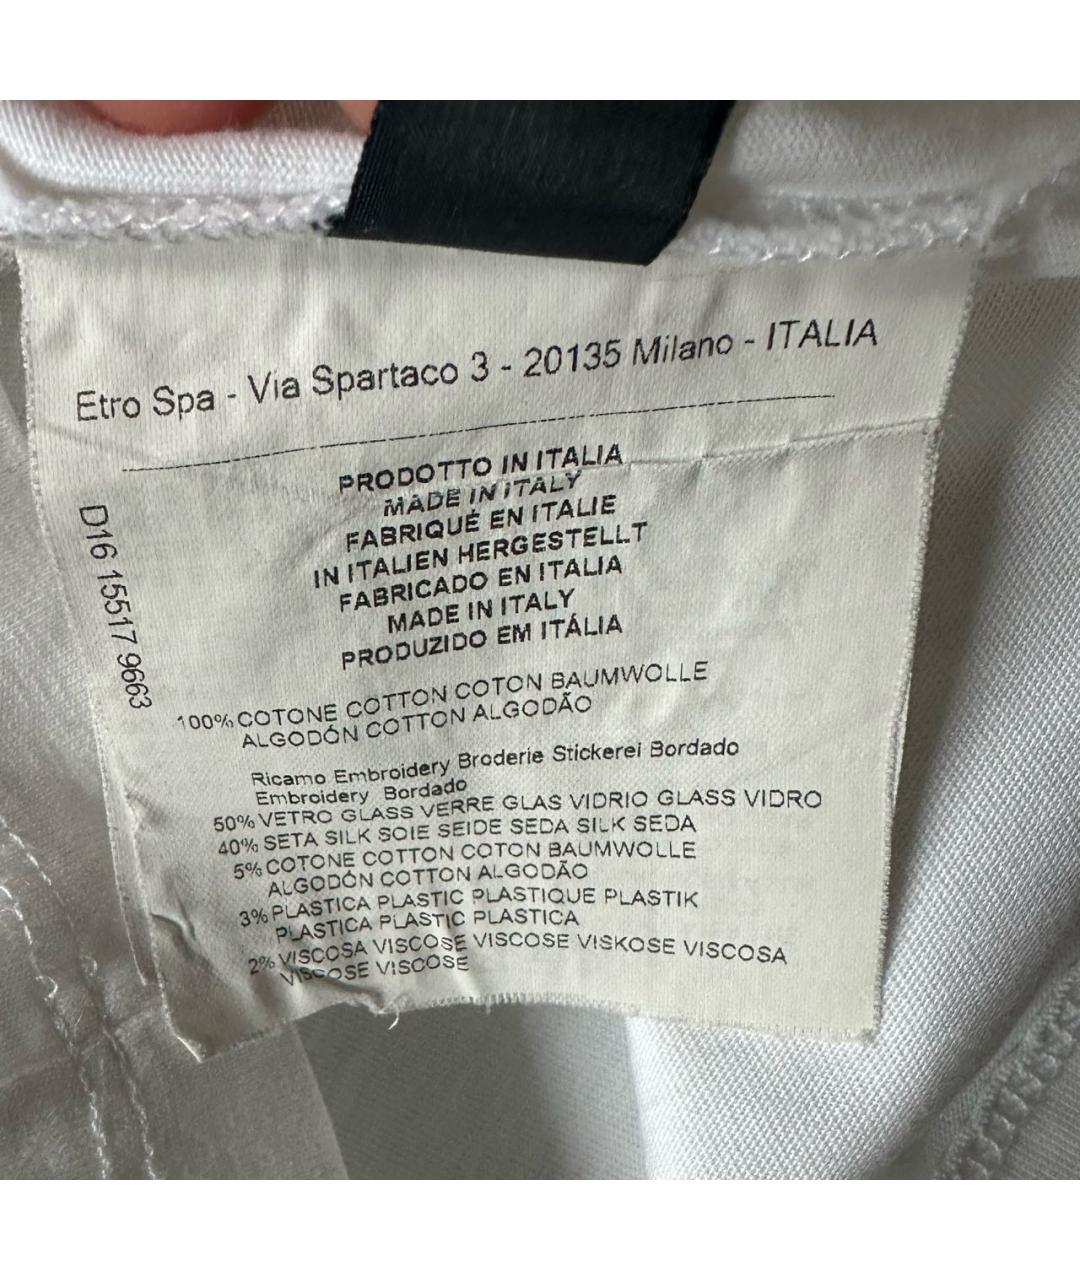 Etro Spa - Via Spartaco 3 - 20135 Milano - ITALIA
PRODOTTO IN ITALIA
MADE IN ITALY
FABRIQUÉ EN ITALIE
IN ITALIEN HERGESTELLT
FABRICADO EN ITALIA
MADE IN ITALY
PRODUZIDO EM ITÁLIA
D16 15517 9663
100% COTONE COTTON COTON BAUMWOLLE
ALGODÓN COTTON ALGODÃO
Ricamo Embroidery Broderie Stickerei Bordado
Embroidery Bordado
50% VETRO GLASS VERRE GLAS VIDRIO GLASS VIDRO
40% SETA SILK SOIE SEIDE SEDA SILK SEDA
5% COTONE COTTON COTON BAUMWOLLE
ALGODÓN COTTON ALGODÃO
3% PLASTICA PLASTIC PLASTIQUE PLASTIK
PLASTICA PLASTIC PLASTICA
2% VISCOSA VISCOSE VISCOSE VISKOSE VISCOSA
VISCOSE VISCOSE